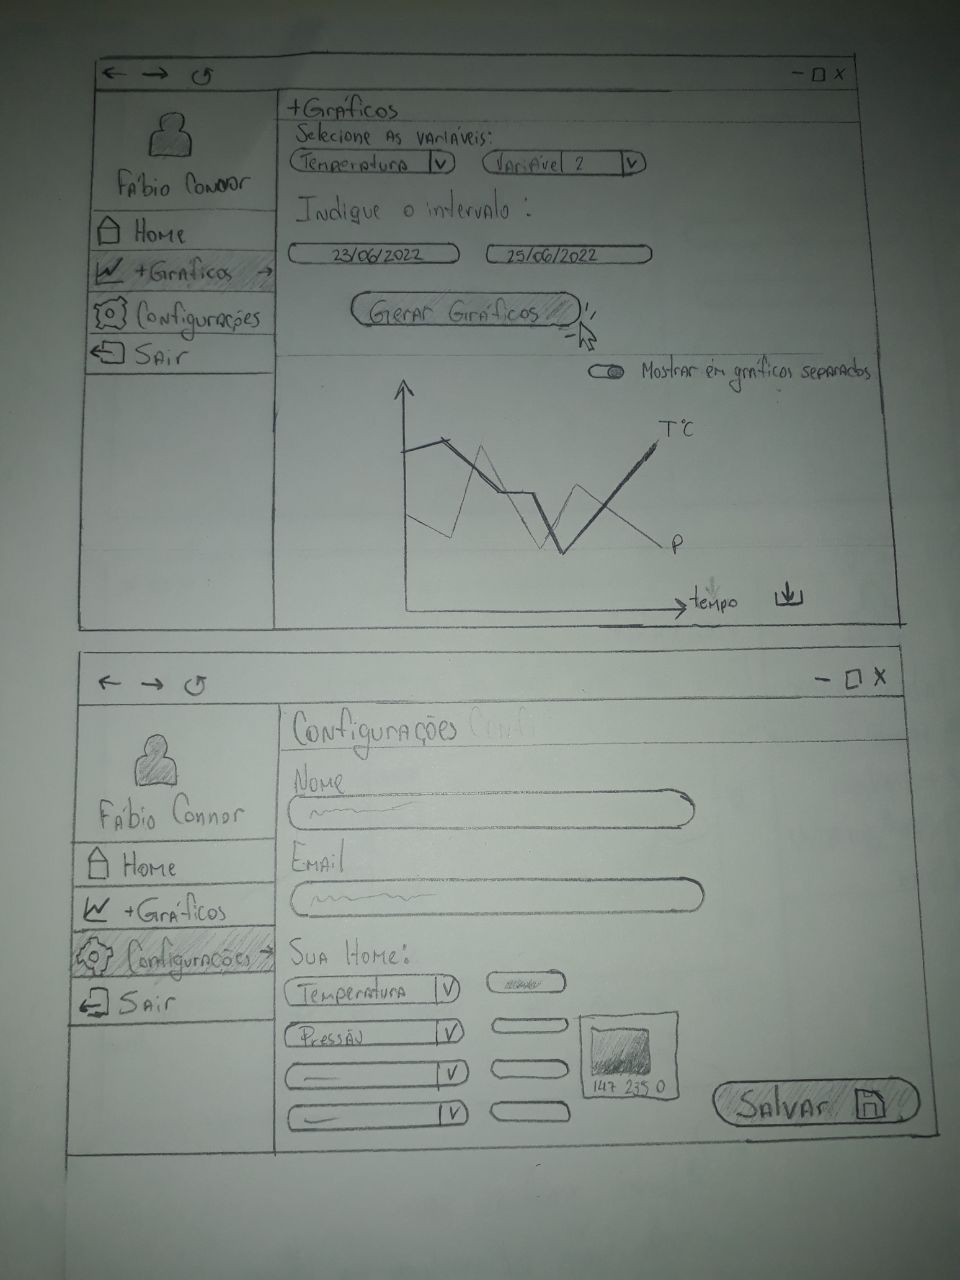 +Gráficos
Selecione as variáveis:
Temperatura V Variável 2 V
Fábio Connor
Indique o intervalo:
Home
23/06/2022 25/06/2022
+Gráficos
Gerar Gráficos
Configurações
Sair
Mostrar em gráficos separados
T°C
P
tempo
Configurações Confi
Nome
Fábio Connor
Email
Home
+Gráficos
Sua Home:
Configurações
Temperatura V
Sair
Pressão V
V
147 235 0
V
Salvar